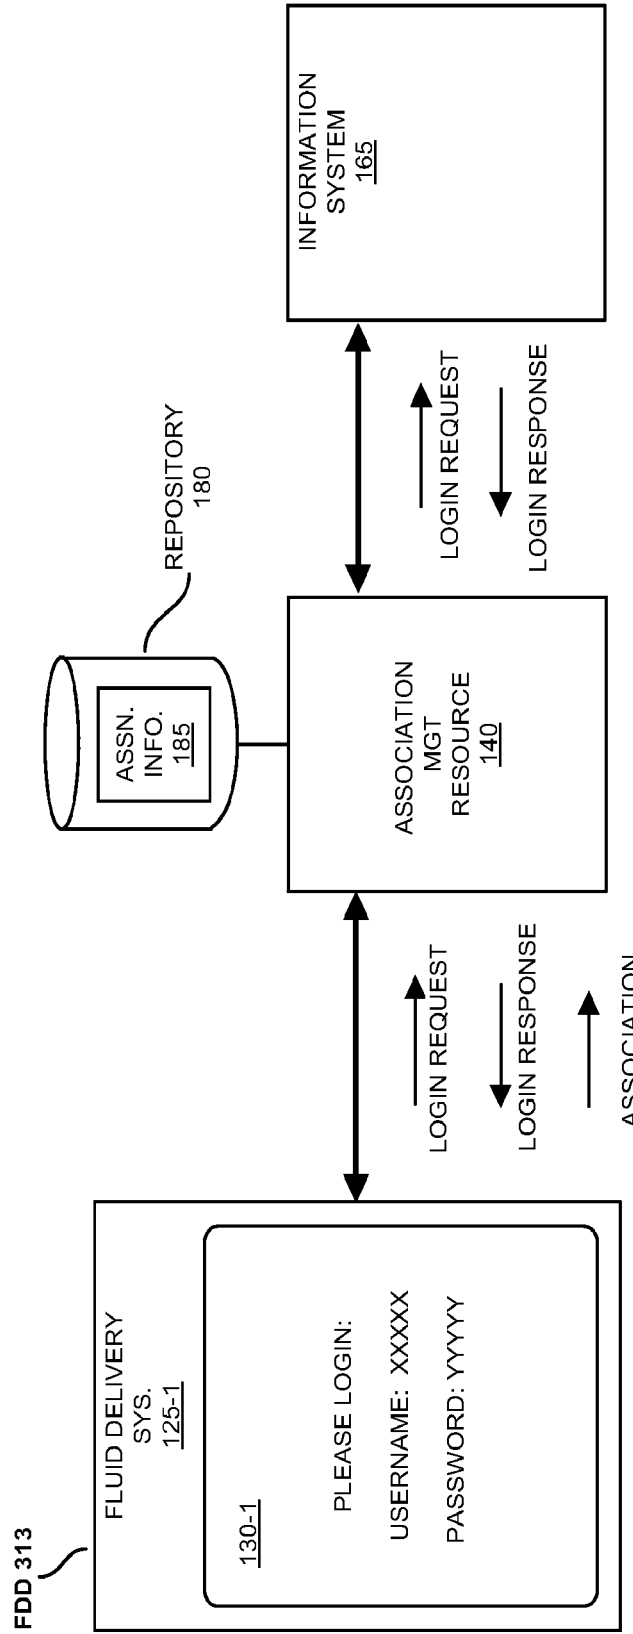 FDD 313
FLUID DELIVERY
SYS.
125-1
130-1
PLEASE LOGIN:
USERNAME: XXXXX
PASSWORD: YYYYY
LOGIN REQUEST
LOGIN RESPONSE
ASSOCIATION
ASSN.
INFO.
185
REPOSITORY
180
ASSOCIATION
MGT
RESOURCE
140
LOGIN REQUEST
LOGIN RESPONSE
INFORMATION
SYSTEM
165